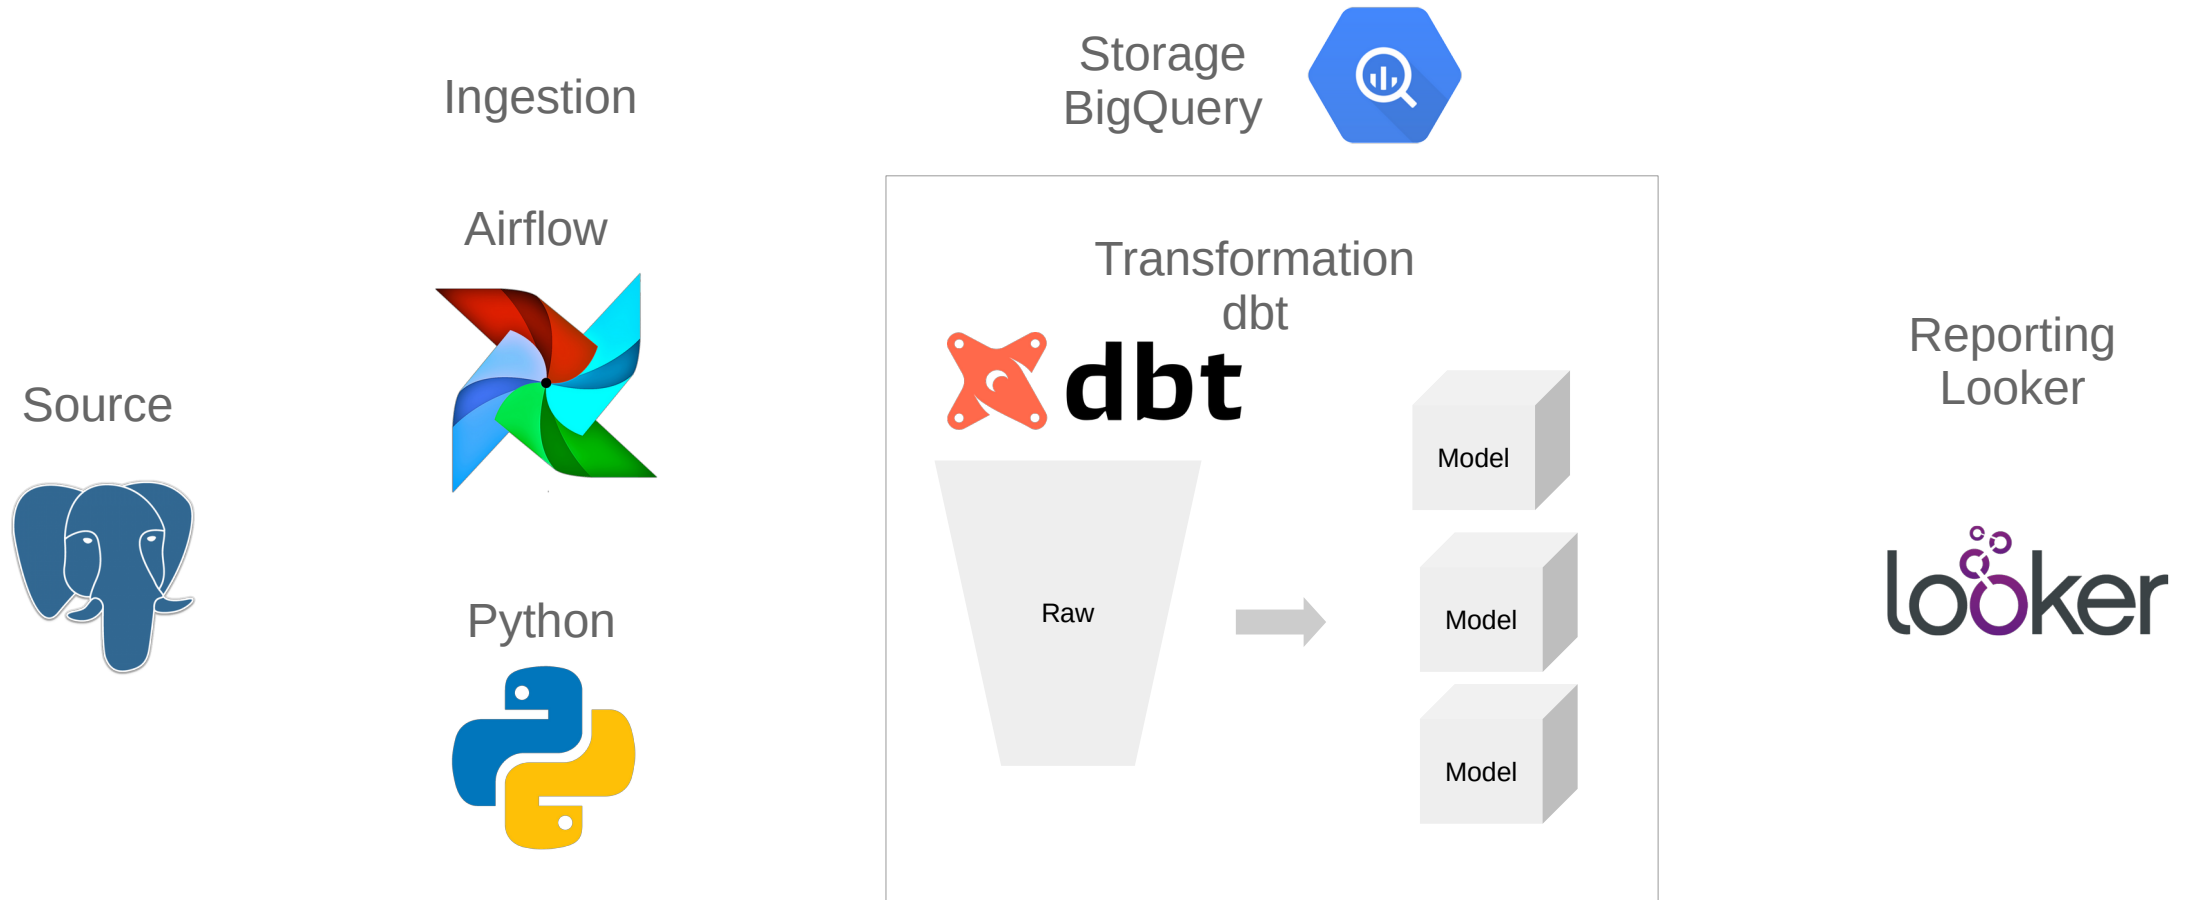 Source
Ingestion
Airflow
Python
Storage
BigQuery
Transformation
dbt
dbt
Raw
Model
Model
Model
Reporting
Looker
looker